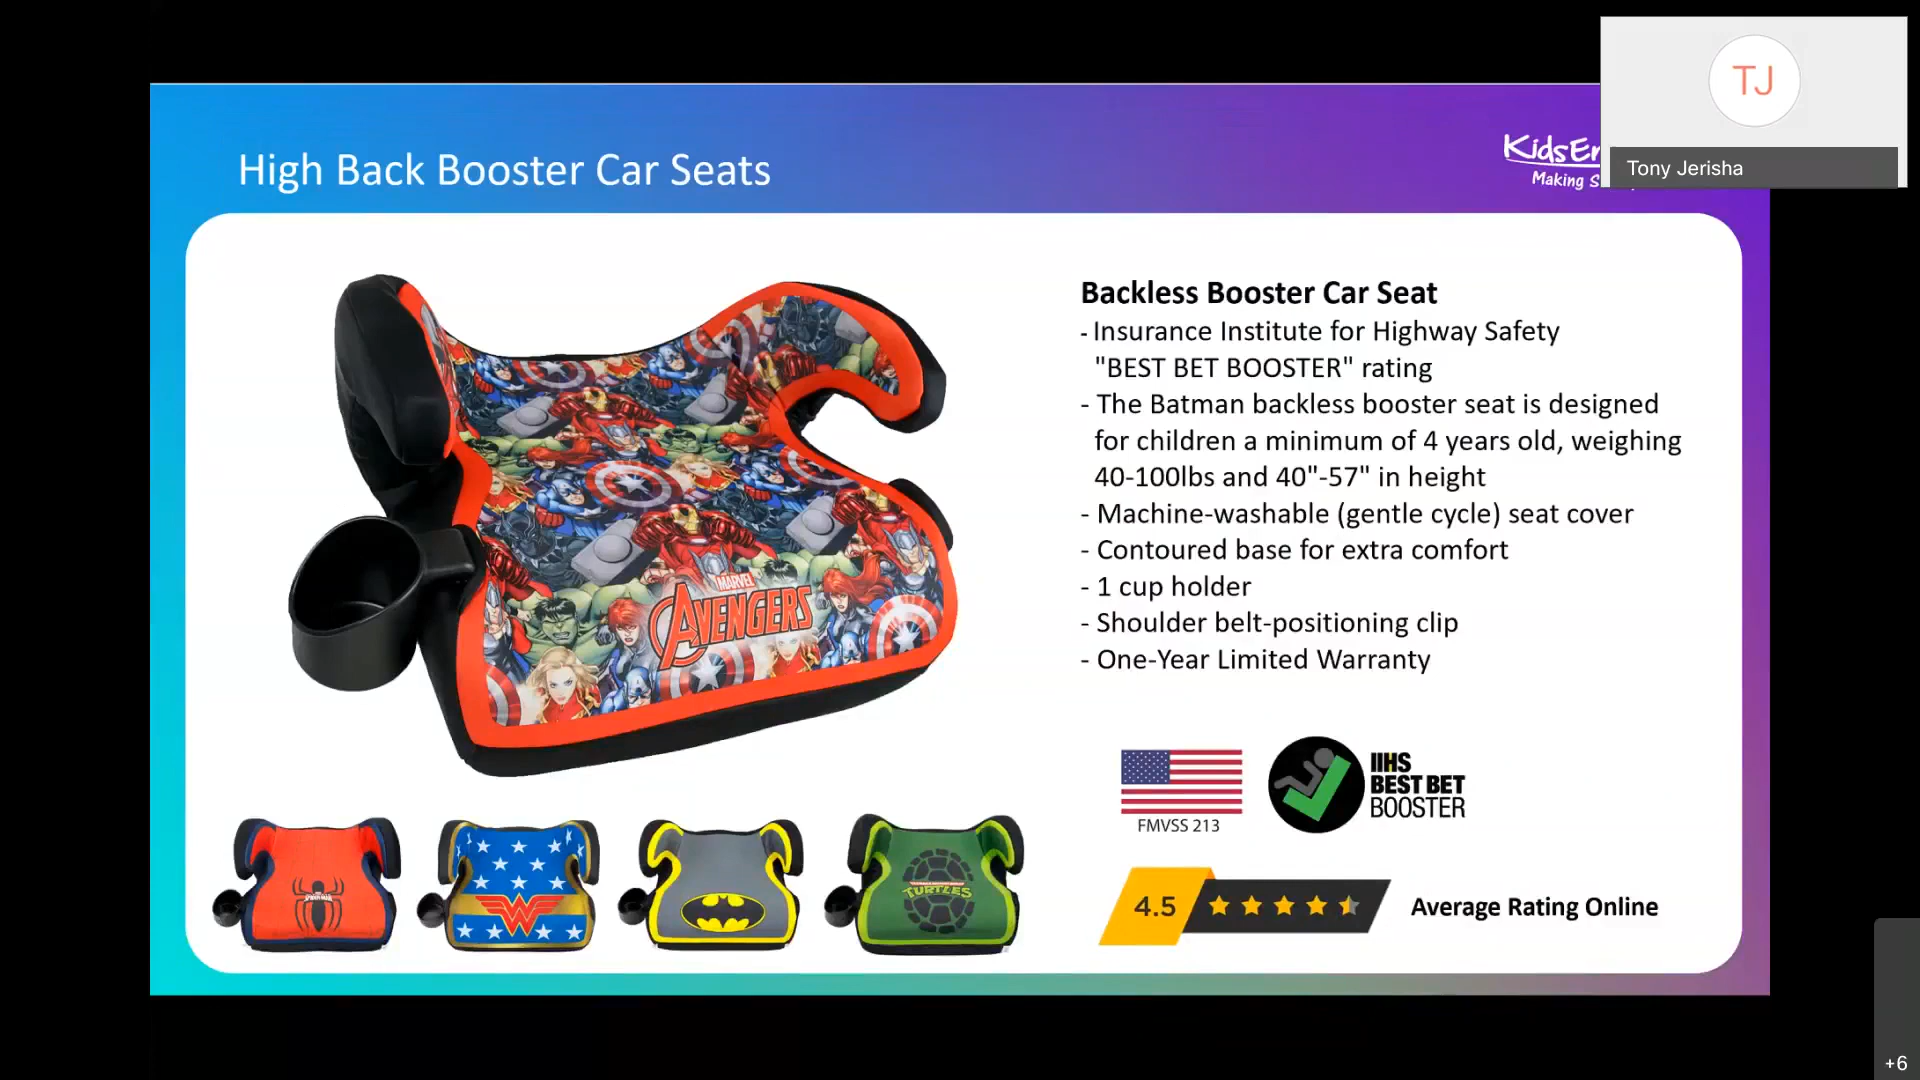 TJ
Tony Jerisha
High Back Booster Car Seats
KidsEm
Making S
Backless Booster Car Seat
- Insurance Institute for Highway Safety
"BEST BET BOOSTER" rating
- The Batman backless booster seat is designed
for children a minimum of 4 years old, weighing
40-100lbs and 40"-57" in height
- Machine-washable (gentle cycle) seat cover
- Contoured base for extra comfort
- 1 cup holder
- Shoulder belt-positioning clip
- One-Year Limited Warranty
MARVEL
AVENGERS
FMVSS 213
IIHS
BEST BET
BOOSTER
TURTLES
4.5
Average Rating Online
+6